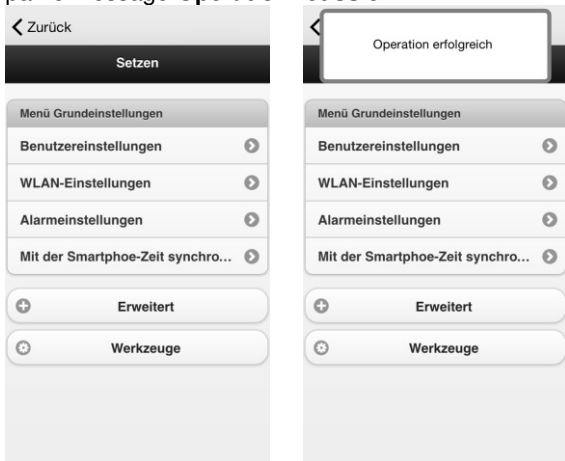 Zurück
Setzen
Menü Grundeinstellungen
Benutzereinstellungen
WLAN-Einstellungen
Alarmeinstellungen
Mit der Smartphoe-Zeit synchro...
Erweitert
Werkzeuge
Operation erfolgreich
Menü Grundeinstellungen
Benutzereinstellungen
WLAN-Einstellungen
Alarmeinstellungen
Mit der Smartphoe-Zeit synchro...
Erweitert
Werkzeuge